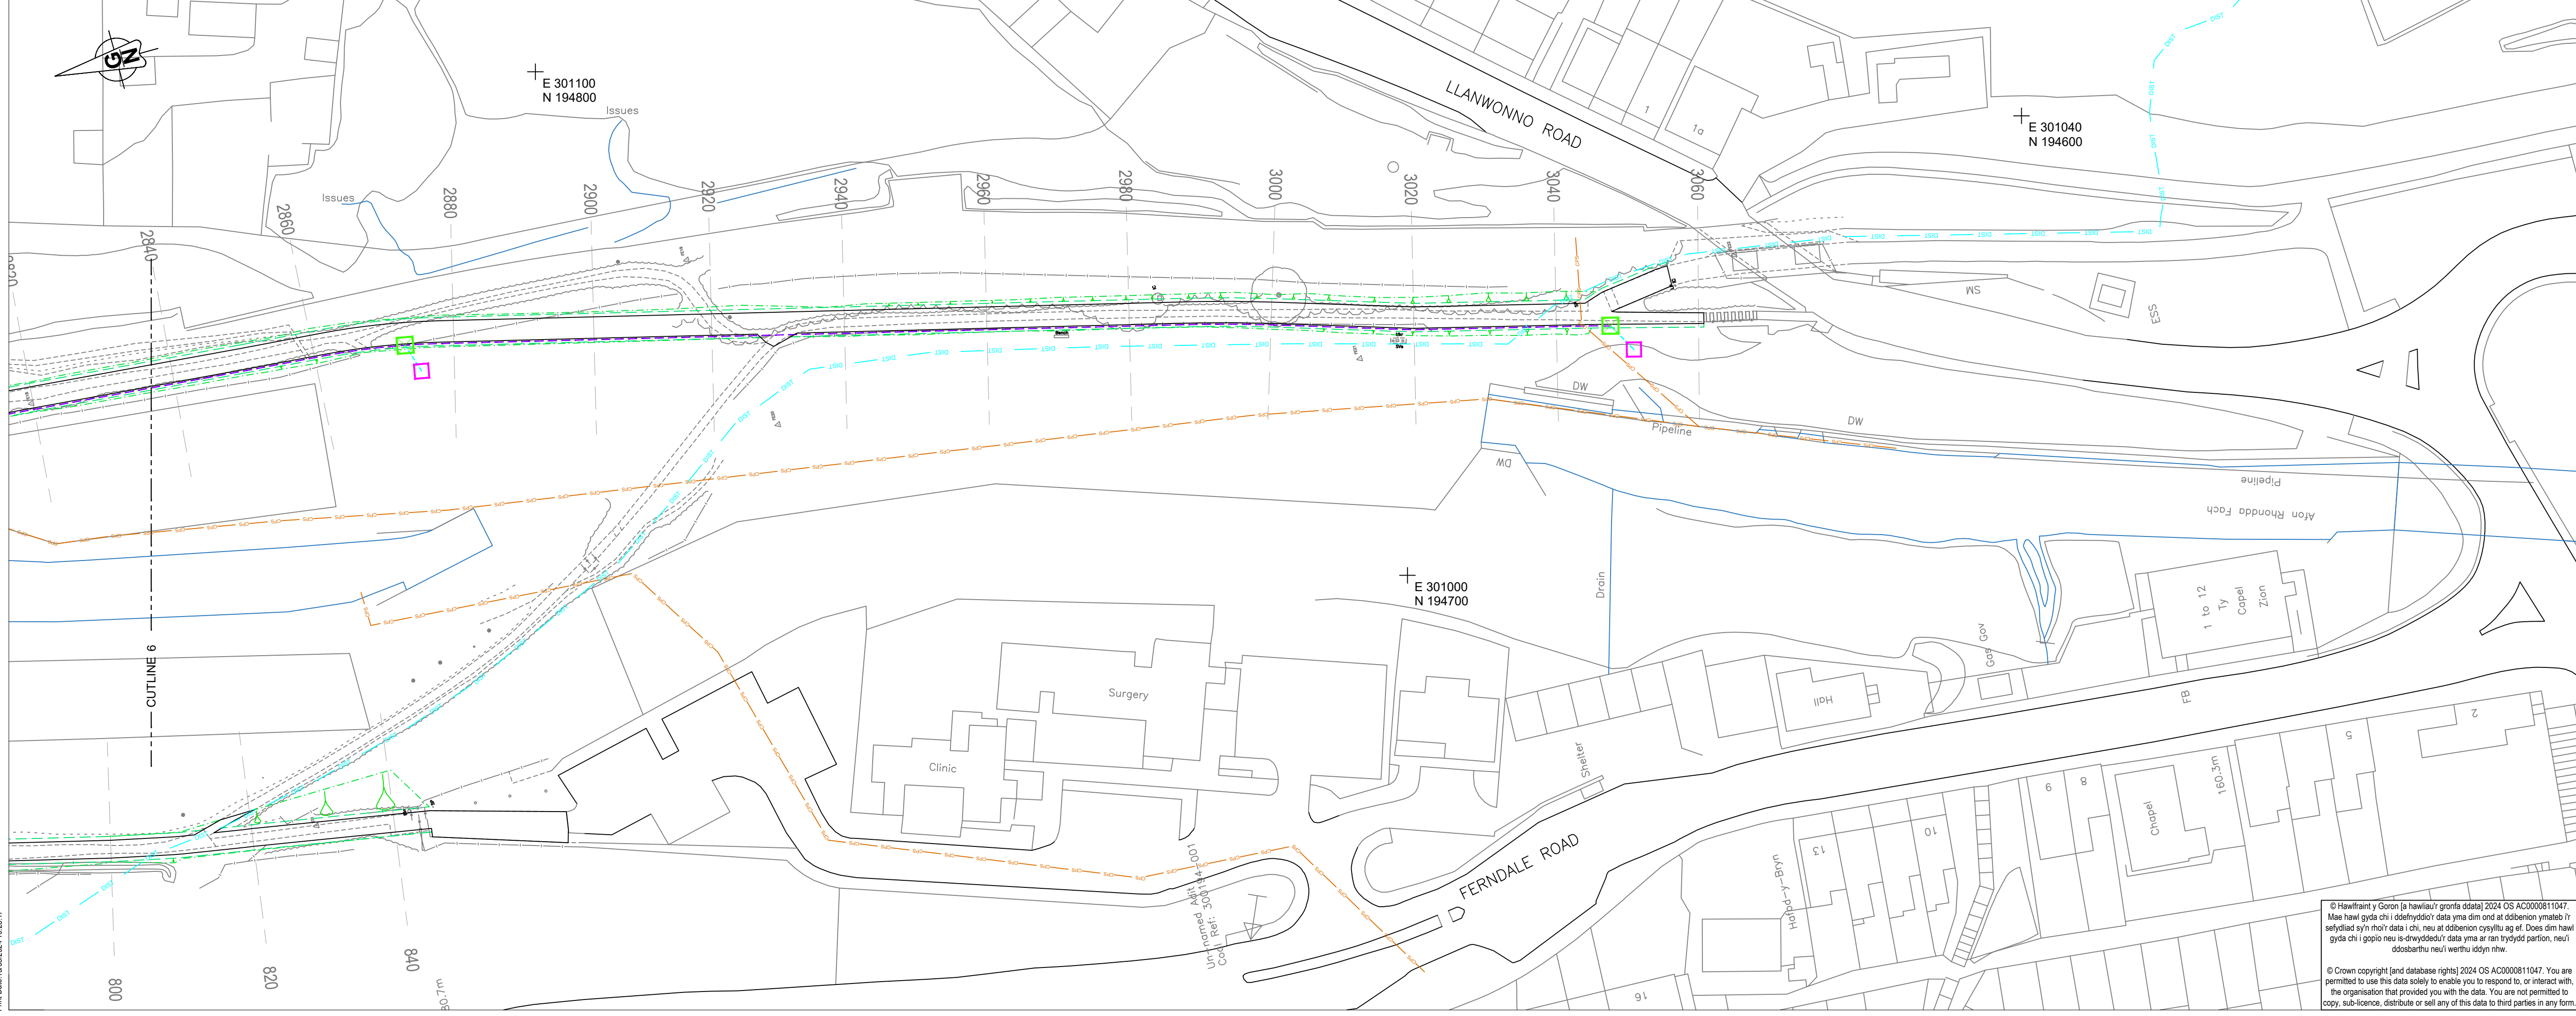 GN
E 301100
N 194800
Issues
Issues
LLANWONNO ROAD
1
1a
E 301040
N 194600
2820
2840
2860
2880
2900
2920
2940
2960
2980
3000
3020
3040
3060
DIST
CPS
SM
ESS
DW
DW
DW
Pipeline
Pipeline
Afon Rhondda Fach
Drain
E 301000
N 194700
CUTLINE 6
Surgery
Clinic
Hall
Gas Gov
1 to 12
Ty
Capel
Zion
FB
Shelter
FERNDALE ROAD
Un-named Adit
Hafod-y-Bryn
13
10
9
8
Chapel
160.3m
5
2
16
800
820
840
© Hawlfraint y Goron [a hawliau'r gronfa ddata] 2024 OS AC0000811047.
Mae hawl gyda chi i ddefnyddio'r data yma dim ond at ddibenion ymateb i'r
sefydliad sy'n rhoi'r data i chi, neu at ddibenion cysylltu ag ef. Does dim hawl
gyda chi i gopïo neu is-drwyddedu'r data yma ar ran trydydd partïon, neu'i
ddosbarthu neu'i werthu iddyn nhw.
© Crown copyright [and database rights] 2024 OS AC0000811047. You are
permitted to use this data solely to enable you to respond to, or interact with,
the organisation that provided you with the data. You are not permitted to
copy, sub-licence, distribute or sell any of this data to third parties in any form.